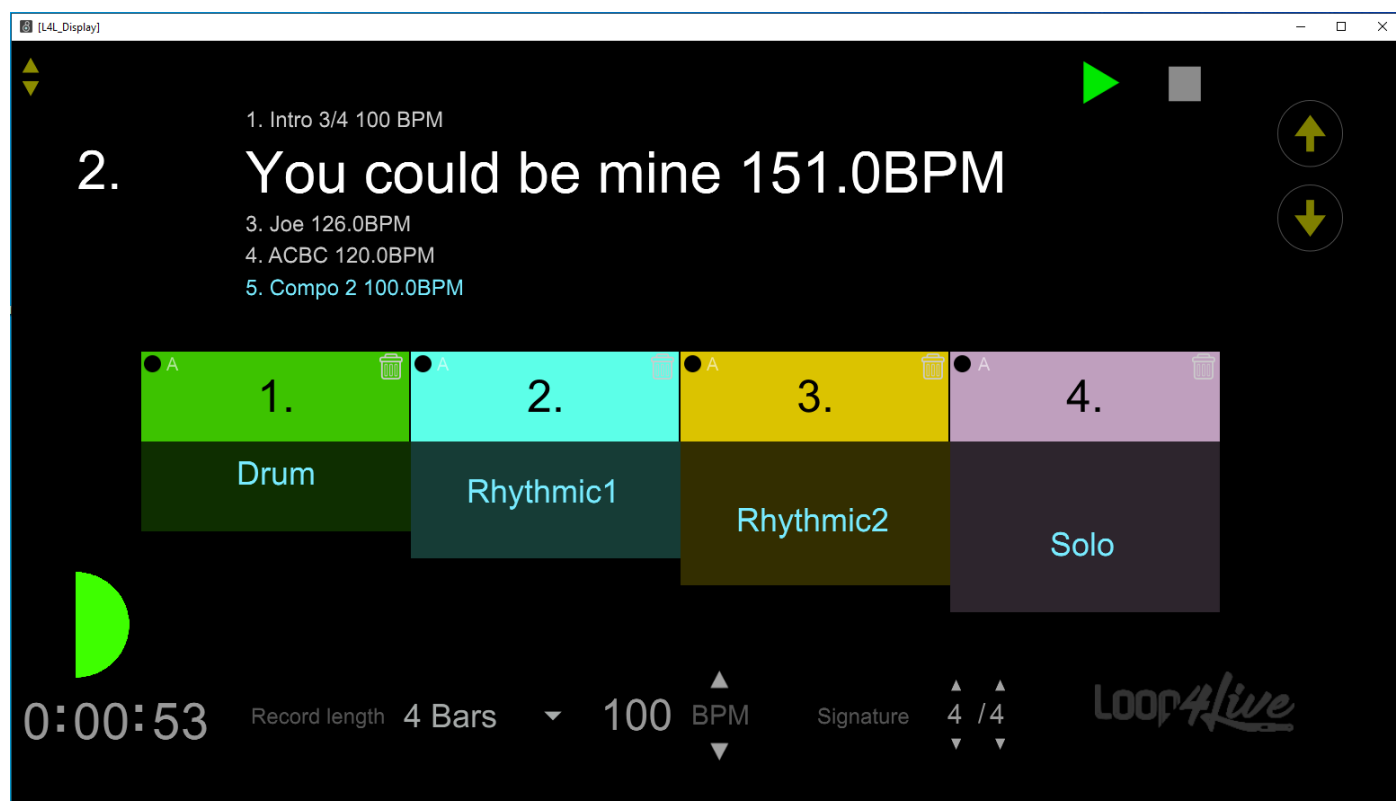 [L4L_Display]
1. Intro 3/4 100 BPM
2. You could be mine 151.0BPM
3. Joe 126.0BPM
4. ACBC 120.0BPM
5. Compo 2 100.0BPM
A A A A
1. 2. 3. 4.
Drum Rhythmic1 Rhythmic2 Solo
0:00:53 Record length 4 Bars 100 BPM Signature 4 / 4 Loop4Live